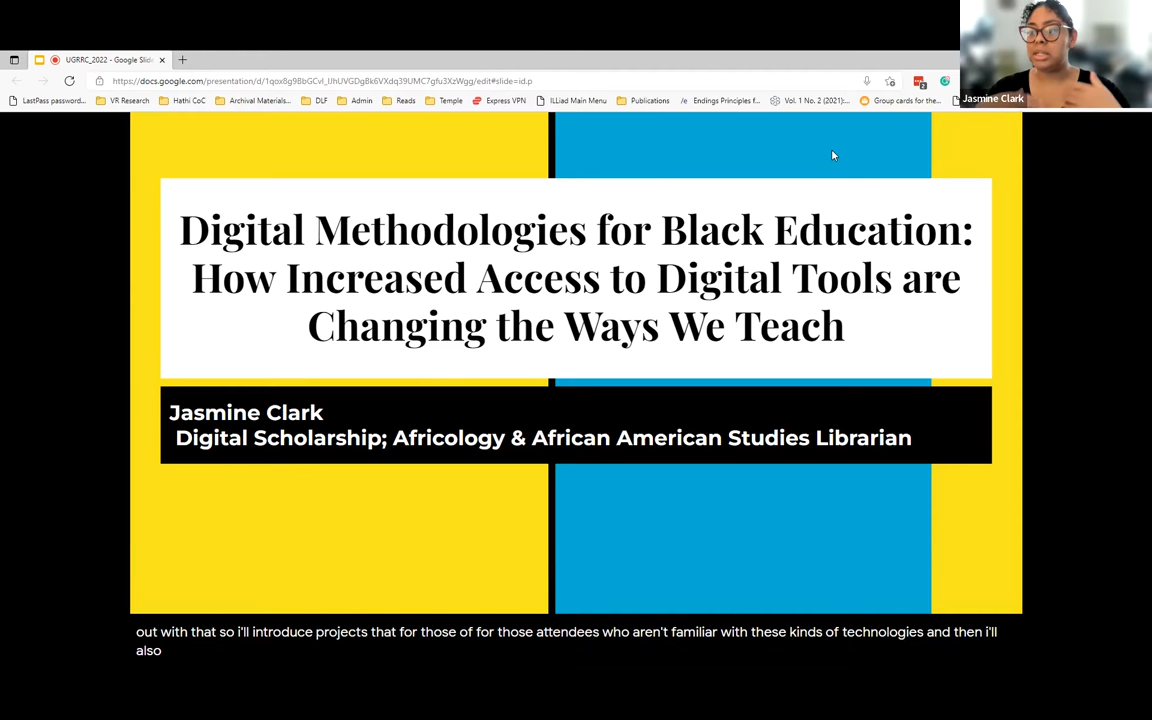 UGRRC_2022 - Google Slide
https://docs.google.com/presentation/d/1qox8g9BbGCvl_IJhUVGDgBk6VXdq39UMC7gfu3XzWgg/edit#slide=id.p
LastPass password... VR Research Hathi CoC Archival Materials... DLF Admin Reads Temple Express VPN ILLiad Main Menu Publications Endings Principles f... Vol. 1 No. 2 (2021):... Group cards for the...
Jasmine Clark
Digital Methodologies for Black Education:
How Increased Access to Digital Tools are
Changing the Ways We Teach
Jasmine Clark
Digital Scholarship; Africology & African American Studies Librarian
out with that so i'll introduce projects that for those of for those attendees who aren't familiar with these kinds of technologies and then i'll
also